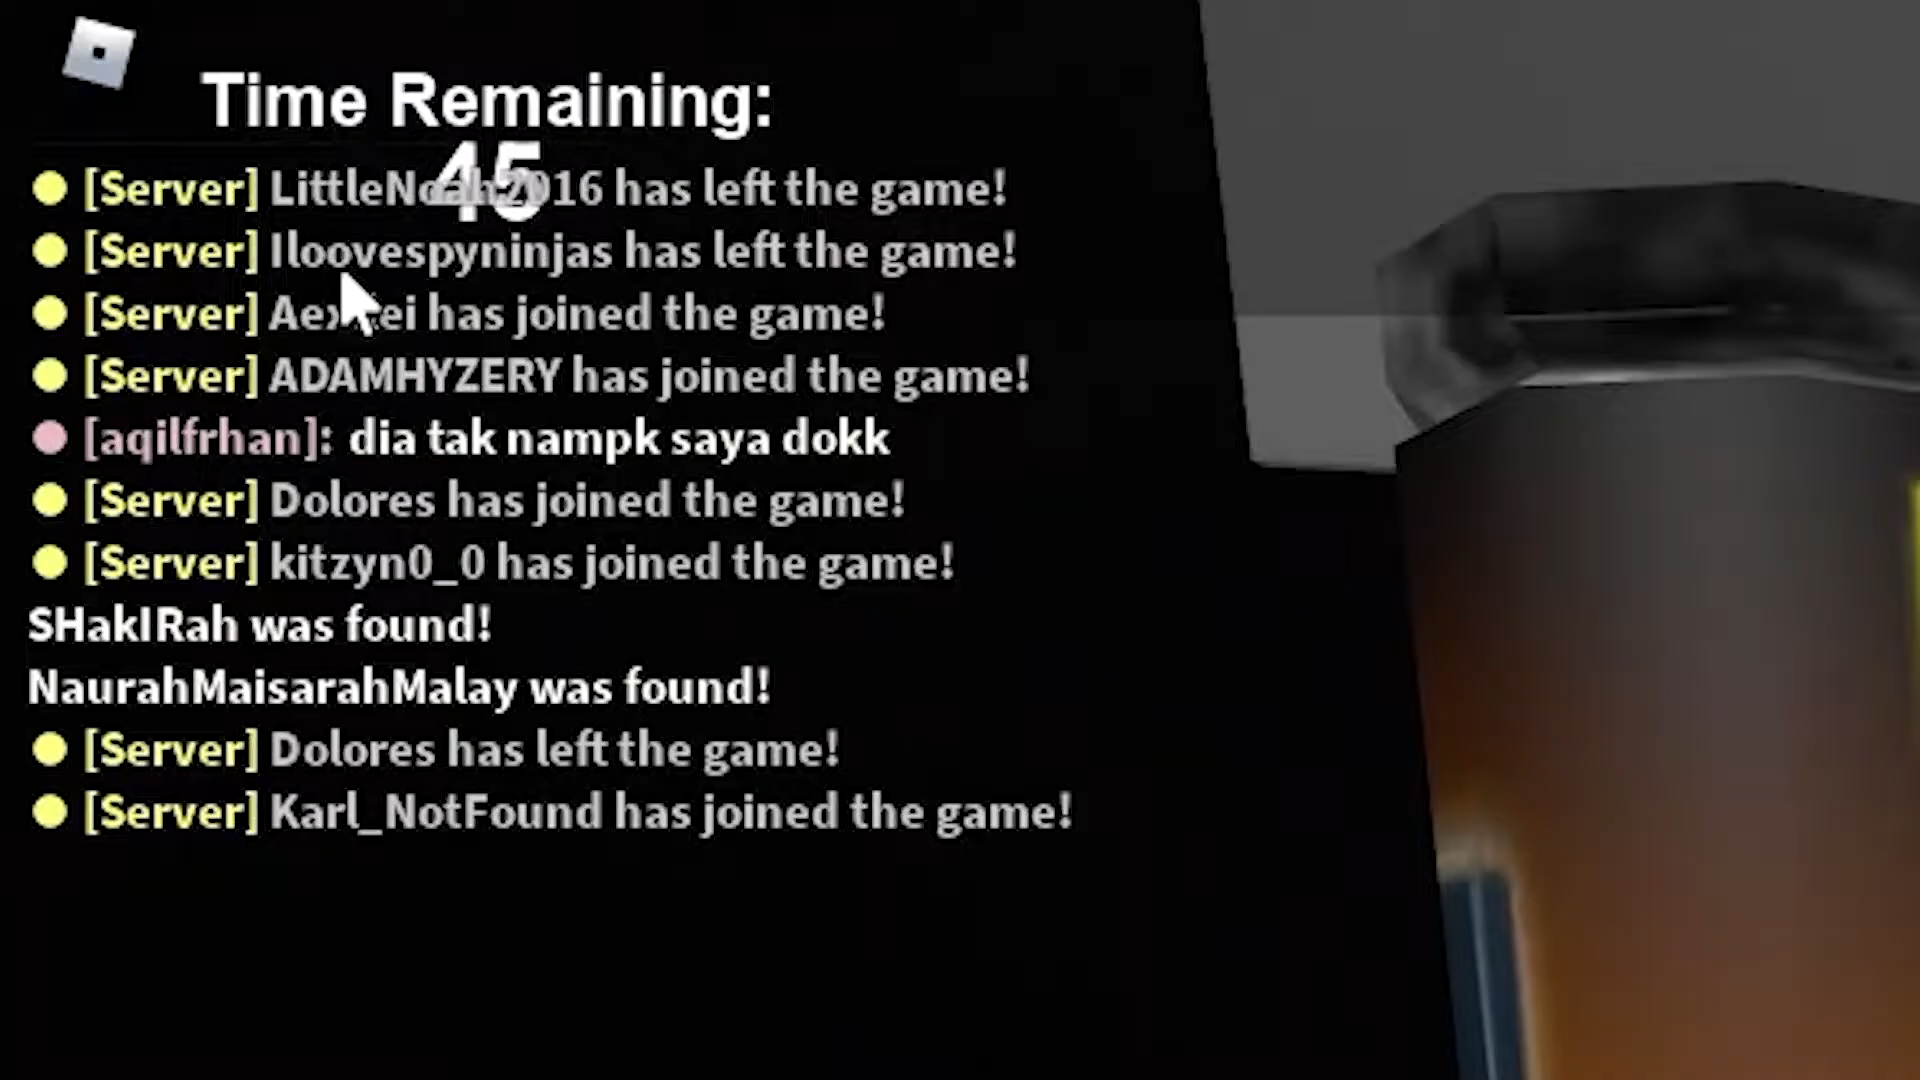 Time Remaining:
45
[Server] LittleNoah2016 has left the game!
[Server] Iloovespyninjas has left the game!
[Server] has joined the game!
[Server] ADAMHYZERY has joined the game!
[aqilfrhan]: dia tak nampk saya dokk
[Server] Dolores has joined the game!
[Server] kitzyn0_0 has joined the game!
SHakIRah was found!
NaurahMaisarahMalay was found!
[Server] Dolores has left the game!
[Server] Karl_NotFound has joined the game!